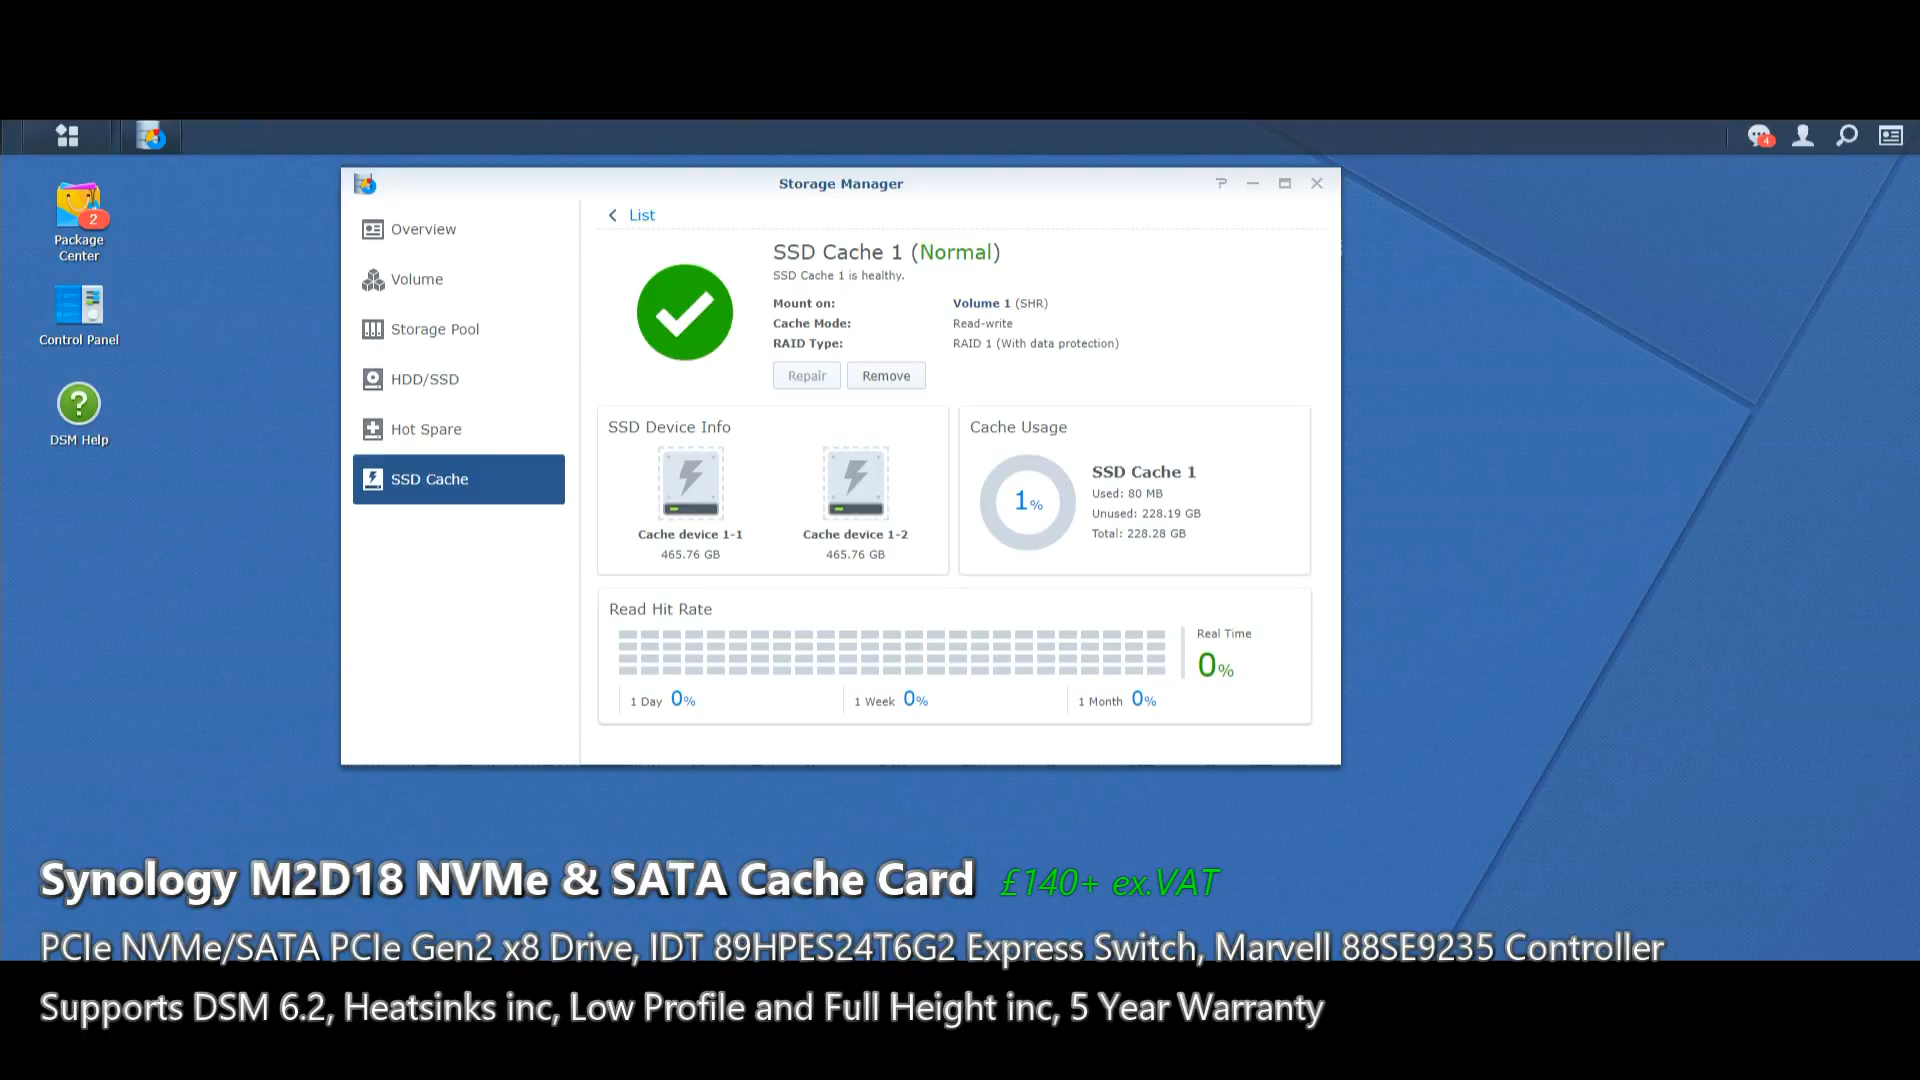 4
2
Package
Center
Control Panel
?
DSM Help
Storage Manager
?
Overview
Volume
Storage Pool
HDD/SSD
Hot Spare
SSD Cache
List
SSD Cache 1 (Normal)
SSD Cache 1 is healthy.
Mount on: Volume 1 (SHR)
Cache Mode: Read-write
RAID Type: RAID 1 (With data protection)
Repair Remove
SSD Device Info
Cache device 1-1
465.76 GB
Cache device 1-2
465.76 GB
Cache Usage
1%
SSD Cache 1
Used: 80 MB
Unused: 228.19 GB
Total: 228.28 GB
Read Hit Rate
Real Time
0%
1 Day 0%
1 Week 0%
1 Month 0%
Synology M2D18 NVMe & SATA Cache Card £140+ ex.VAT
PCIe NVMe/SATA PCIe Gen2 x8 Drive, IDT 89HPES24T6G2 Express Switch, Marvell 88SE9235 Controller
Supports DSM 6.2, Heatsinks inc, Low Profile and Full Height inc, 5 Year Warranty